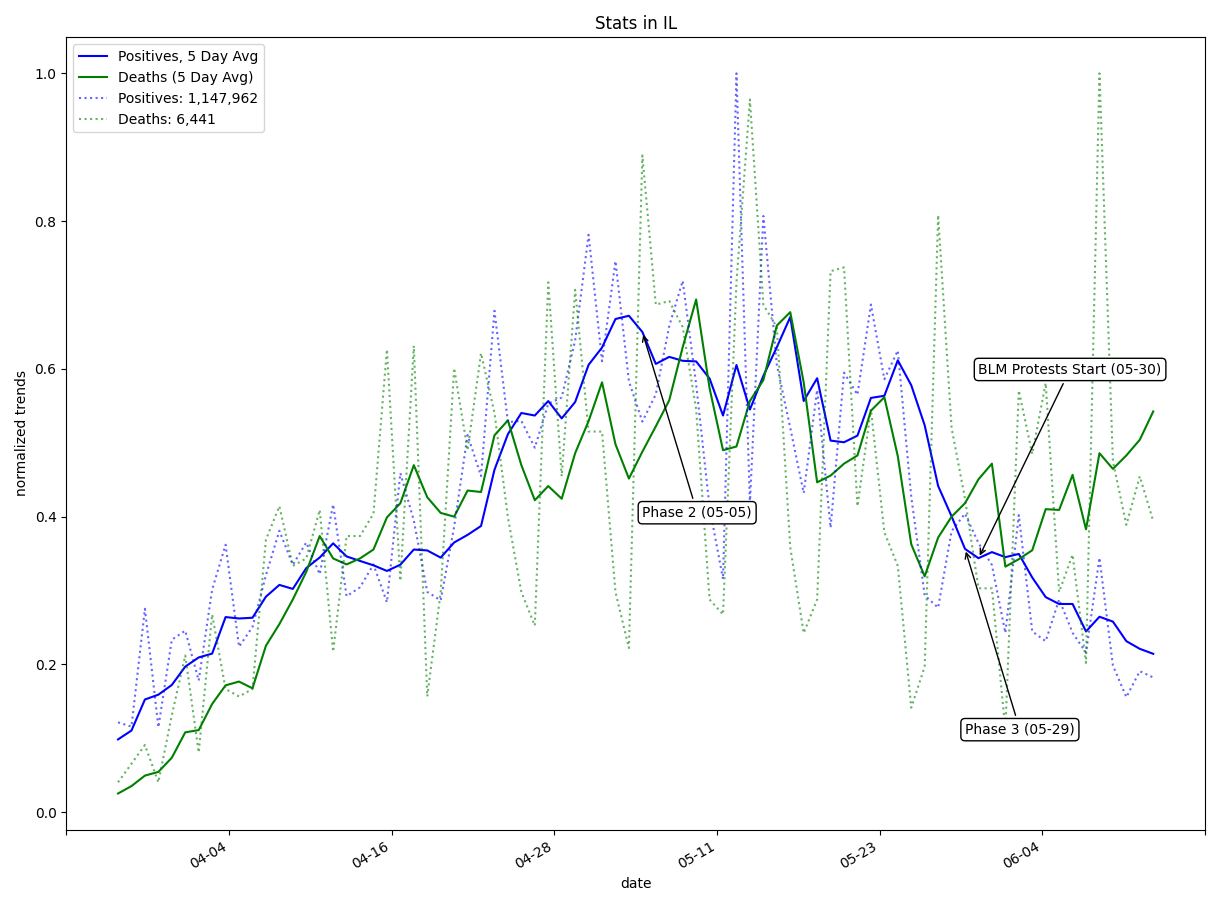 Stats in IL
Positives, 5 Day Avg
Deaths (5 Day Avg)
Positives: 1,147,962
Deaths: 6,441
1.0
0.8
0.6
0.4
0.2
0.0
normalized trends
BLM Protests Start (05-30)
Phase 2 (05-05)
Phase 3 (05-29)
04-04
04-16
04-28
05-11
05-23
06-04
date